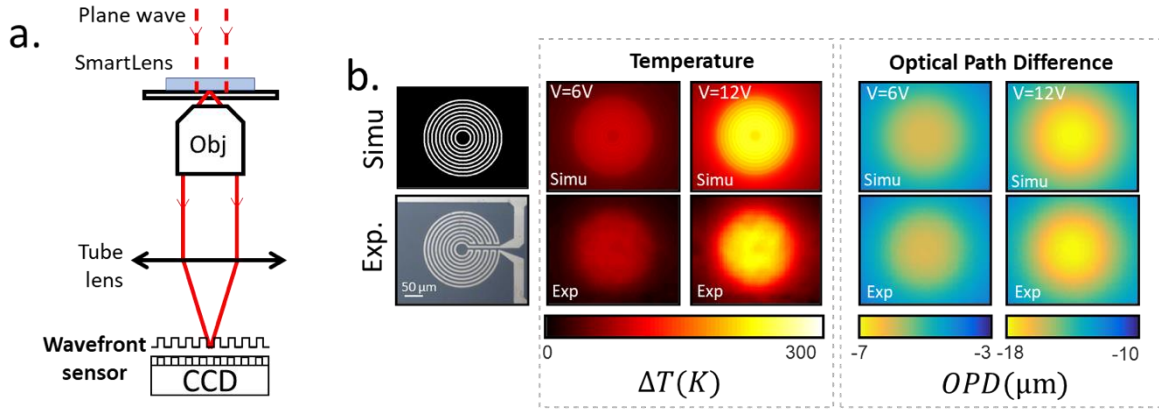 a.
Plane wave
SmartLens
Obj
Tube
lens
Wavefront
sensor
CCD
b.
Simu
Exp.
50 µm
Temperature
V=6V
V=12V
Simu
Simu
Exp
Exp
0
300
ΔT(K)
Optical Path Difference
V=6V
V=12V
Simu
Simu
Exp
Exp
-7
-3
-18
-10
OPD(µm)